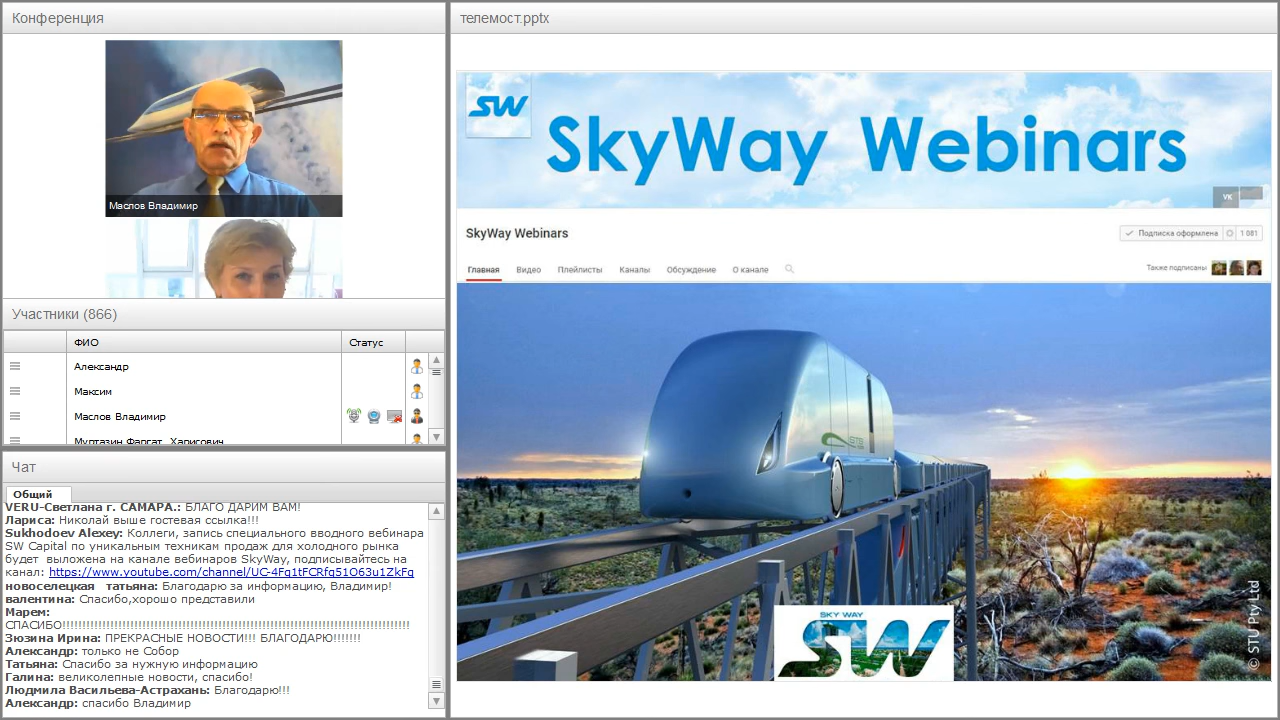 Конференция
Маслов Владимир
Участники (866)
ФИО
Статус
Александр
Максим
Маслов Владимир
Муртазин Фаргат Харисович
Чат
Общий
VERU-Светлана г. САМАРА.: БЛАГО ДАРИМ ВАМ!
Лариса: Николай выше гостевая ссылка!!!
Sukhodoev Alexey: Коллеги, запись специального вводного вебинара
SW Capital по уникальным техникам продаж для холодного рынка
будет выложена на канале вебинаров SkyWay, подписывайтесь на
канал: https://www.youtube.com/channel/UC-4Fq1tFCRfq51O63u1ZkFg
новоселецкая татьяна: Благодарю за информацию, Владимир!
валентина: Спасибо,хорошо представили
Марем:
СПАСИБО!!!!!!!!!!!!!!!!!!!!!!!!!!!!!!!!!!!!!!!!!!!!!!!!!!!!!!!!!!!!!!!!!!!!!!!!!!!!!!!!!!!!!!
Зюзина Ирина: ПРЕКРАСНЫЕ НОВОСТИ!!! БЛАГОДАРЮ!!!!!!!
Александр: только не Собор
Татьяна: Спасибо за нужную информацию
Галина: великолепные новости, спасибо!
Людмила Васильева-Астрахань: Благодарю!!!
Александр: спасибо Владимир
телемост.pptx
SW
SkyWay Webinars
VK
SkyWay Webinars
Подписка оформлена
1 081
Главная
Видео
Плейлисты
Каналы
Обсуждение
О канале
Также подписаны
STU
SKY WAY
SW
© STU Pty Ltd